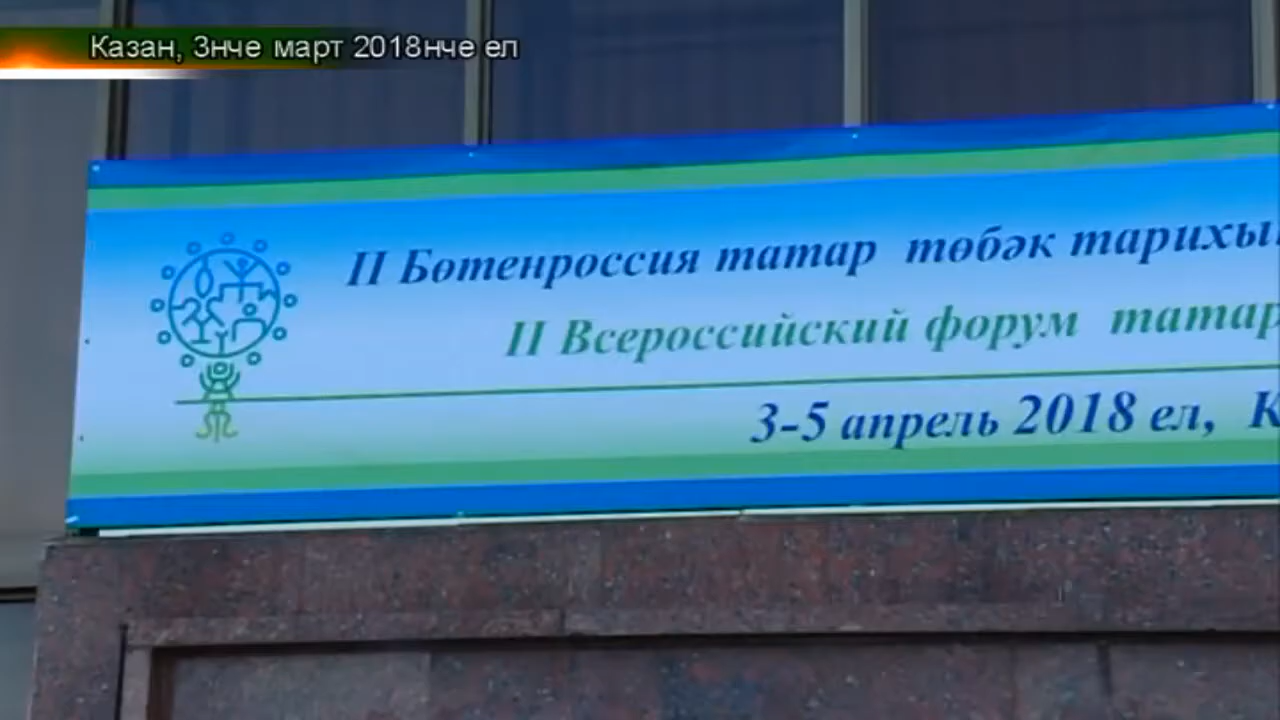 Казан, 3нче март 2018нче ел
II Бөтенроссия татар төбәк тарихы
II Всероссийский форум татар
3-5 апрель 2018 ел, К